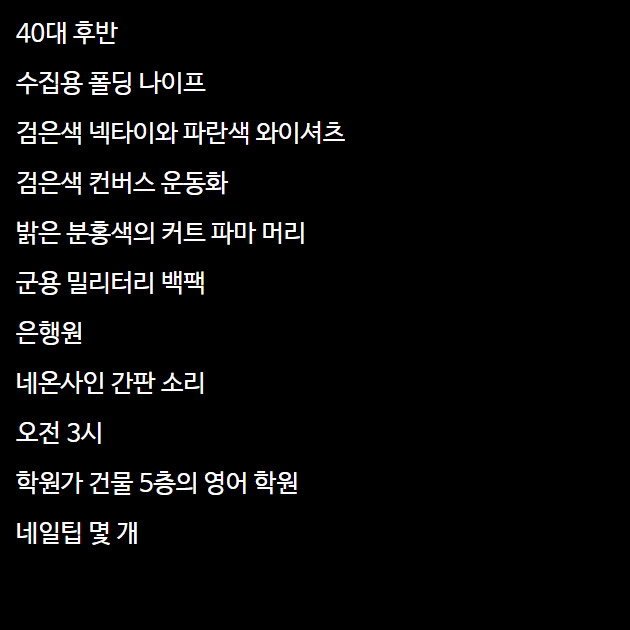 40대 후반
수집용 폴딩 나이프
검은색 넥타이와 파란색 와이셔츠
검은색 컨버스 운동화
밝은 분홍색의 커트 파마 머리
군용 밀리터리 백팩
은행원
네온사인 간판 소리
오전 3시
학원가 건물 5층의 영어 학원
네일팁 몇 개